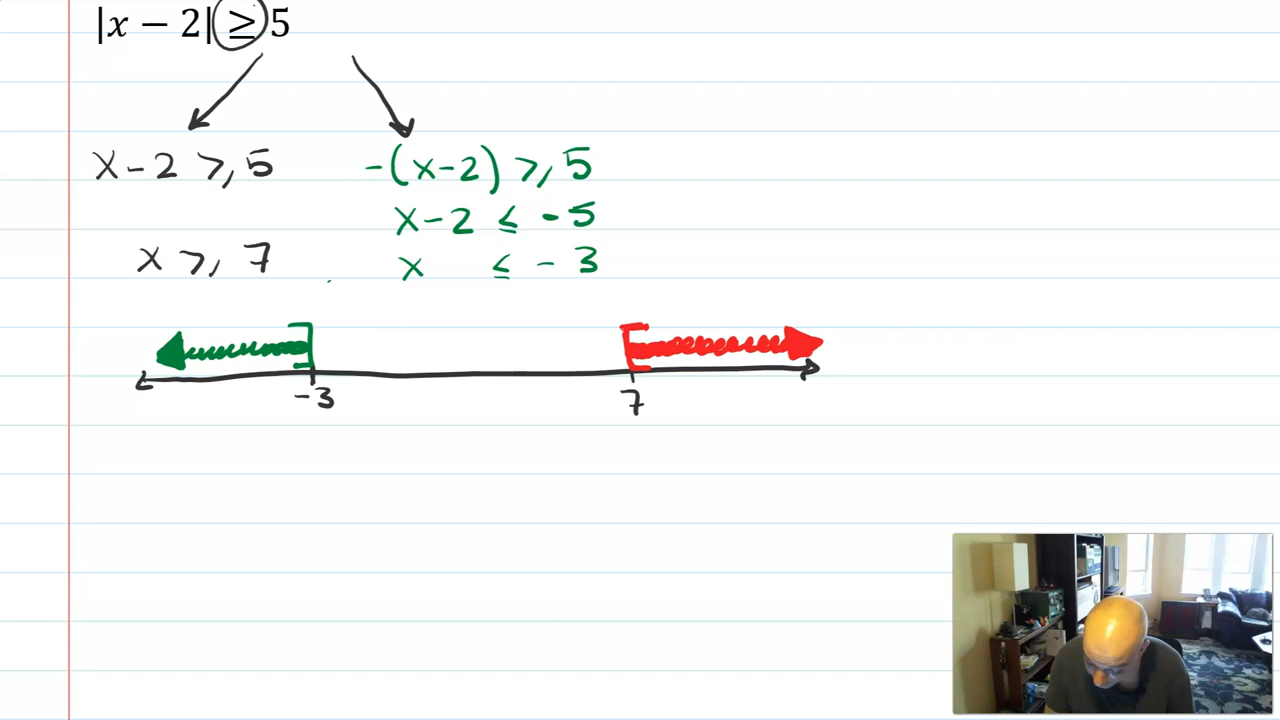 |x − 2| ≥ 5
x - 2 ≥ 5
-(x-2) ≥ 5
x - 2 ≤ -5
x ≥ 7
x ≤ -3
-3
7